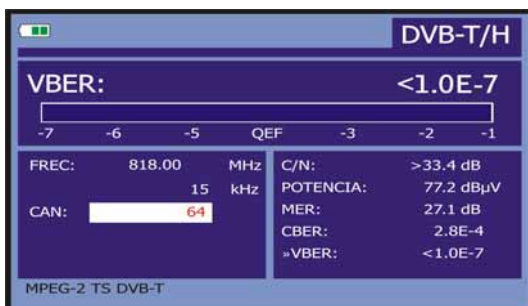 DVB-T/H
VBER: <1.0E-7
-7 -6 -5 QEF -3 -2 -1
FREC: 818.00 MHz
15 kHz
CAN: 64
C/N: >33.4 dB
POTENCIA: 77.2 dBµV
MER: 27.1 dB
CBER: 2.8E-4
»VBER: <1.0E-7
MPEG-2 TS DVB-T